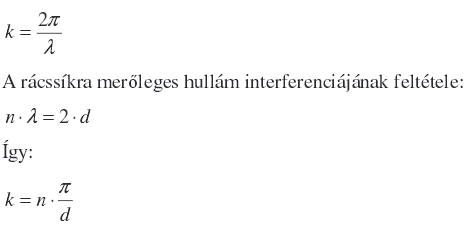 k = 2π/λ
A rácssíkra merőleges hullám interferenciájának feltétele:
n · λ = 2 · d
Így:
k = n · π/d